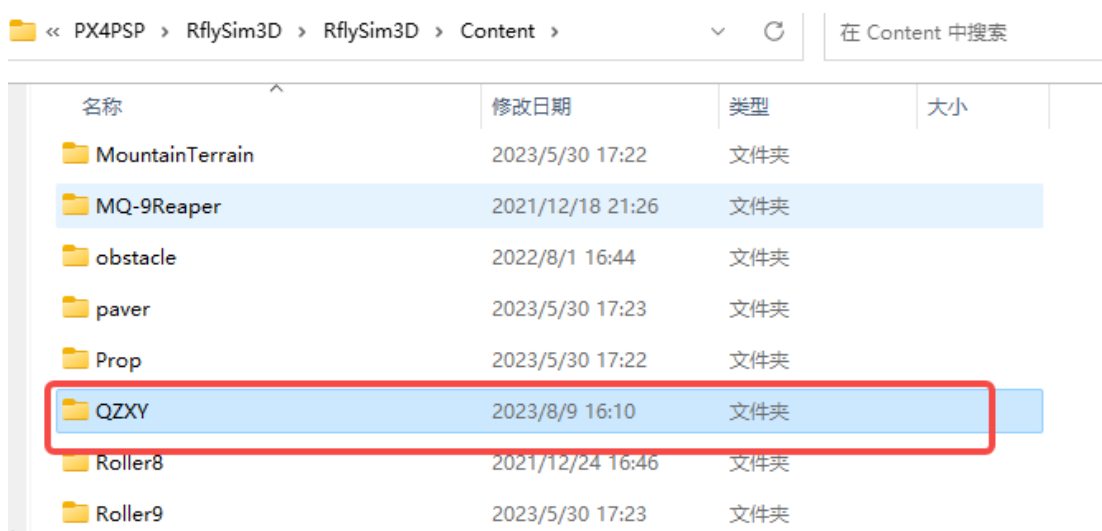 « PX4PSP › RflySim3D › RflySim3D › Content › 在 Content 中搜索
名称 修改日期 类型 大小
MountainTerrain 2023/5/30 17:22 文件夹
MQ-9Reaper 2021/12/18 21:26 文件夹
obstacle 2022/8/1 16:44 文件夹
paver 2023/5/30 17:23 文件夹
Prop 2023/5/30 17:22 文件夹
QZXY 2023/8/9 16:10 文件夹
Roller8 2021/12/24 16:46 文件夹
Roller9 2023/5/30 17:23 文件夹